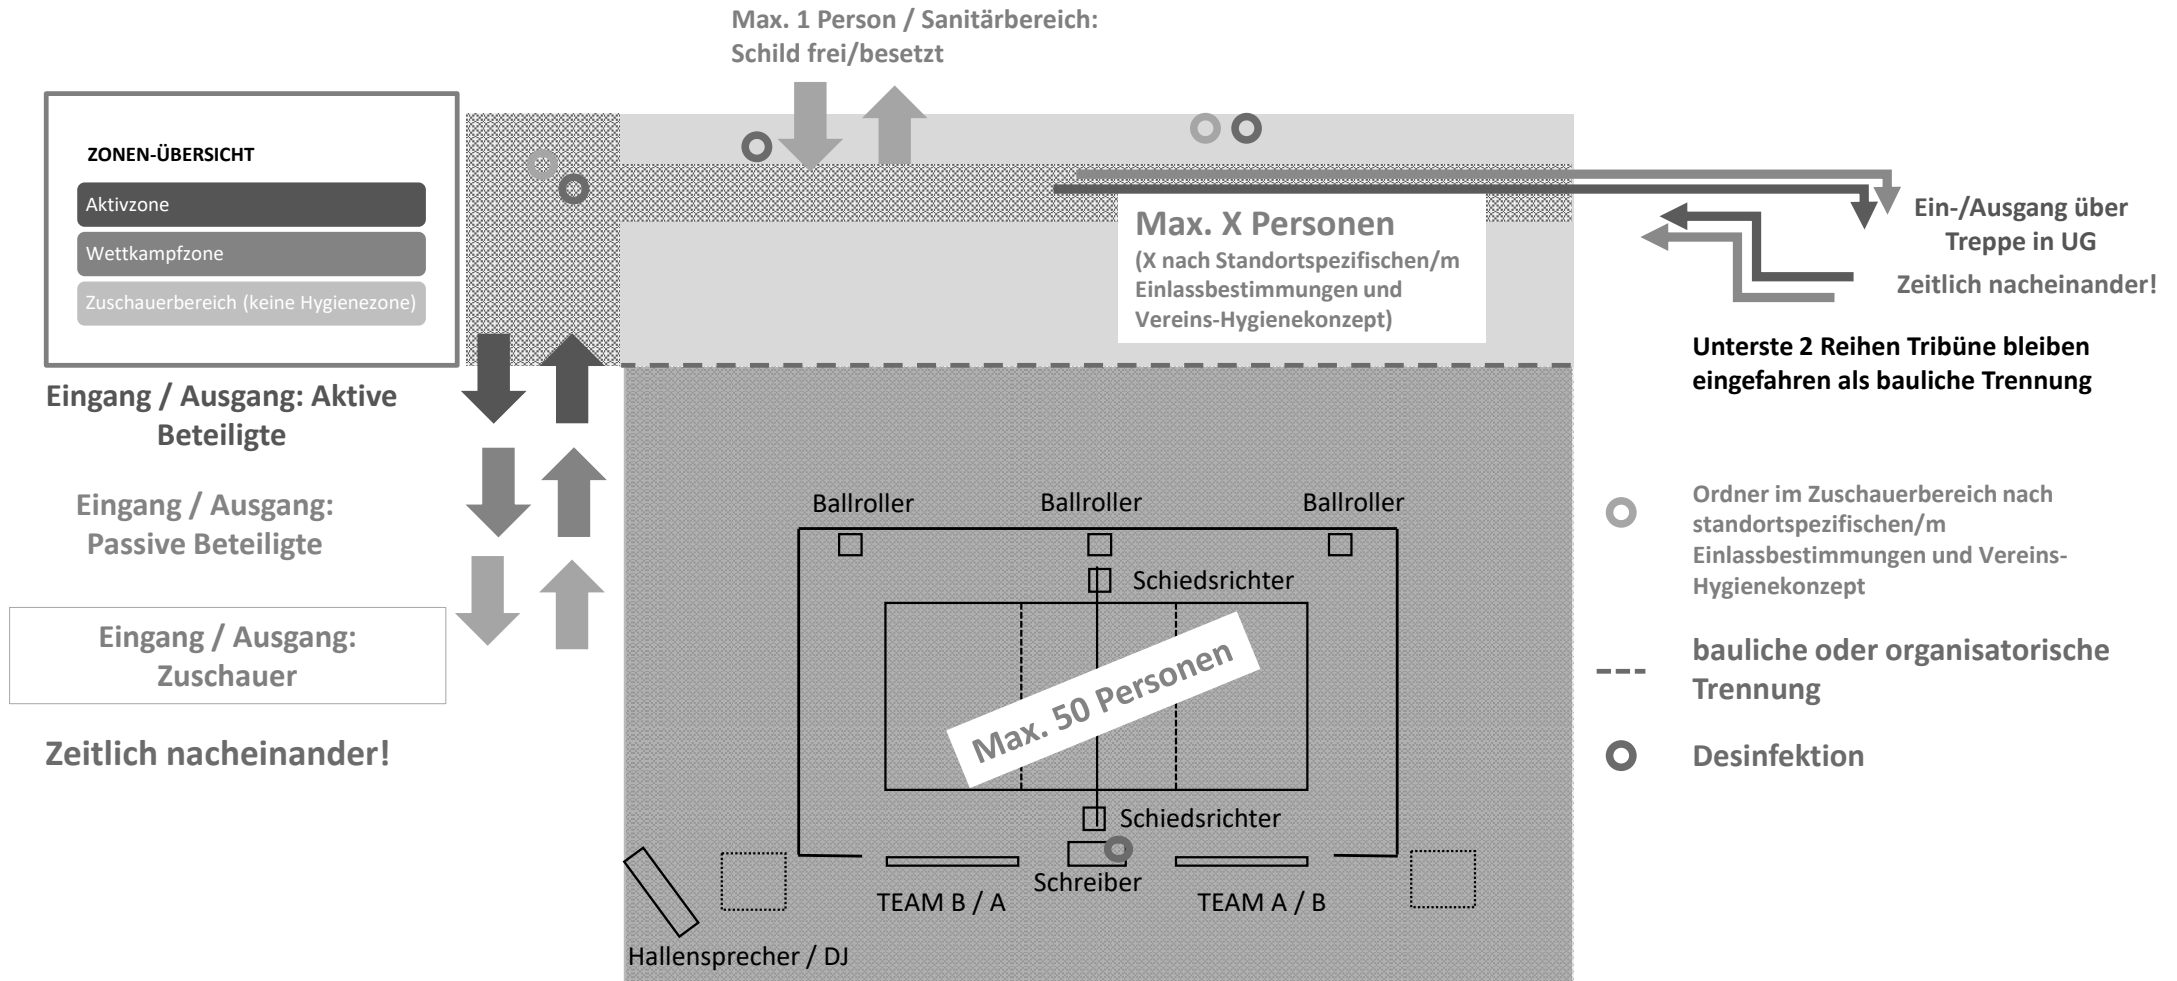 Max. 1 Person / Sanitärbereich:
Schild frei/besetzt
ZONEN-ÜBERSICHT
Aktivzone
Wettkampfzone
Zuschauerbereich (keine Hygienezone)
Eingang / Ausgang: Aktive
Beteiligte
Eingang / Ausgang:
Passive Beteiligte
Eingang / Ausgang:
Zuschauer
Zeitlich nacheinander!
Max. X Personen
(X nach Standortspezifischen/m
Einlassbestimmungen und
Vereins-Hygienekonzept)
Ein-/Ausgang über
Treppe in UG
Zeitlich nacheinander!
Unterste 2 Reihen Tribüne bleiben
eingefahren als bauliche Trennung
Ballroller
Ballroller
Ballroller
Schiedsrichter
Max. 50 Personen
Schiedsrichter
Schreiber
TEAM B / A
TEAM A / B
Hallensprecher / DJ
Ordner im Zuschauerbereich nach
standortspezifischen/m
Einlassbestimmungen und Vereins-
Hygienekonzept
bauliche oder organisatorische
Trennung
Desinfektion